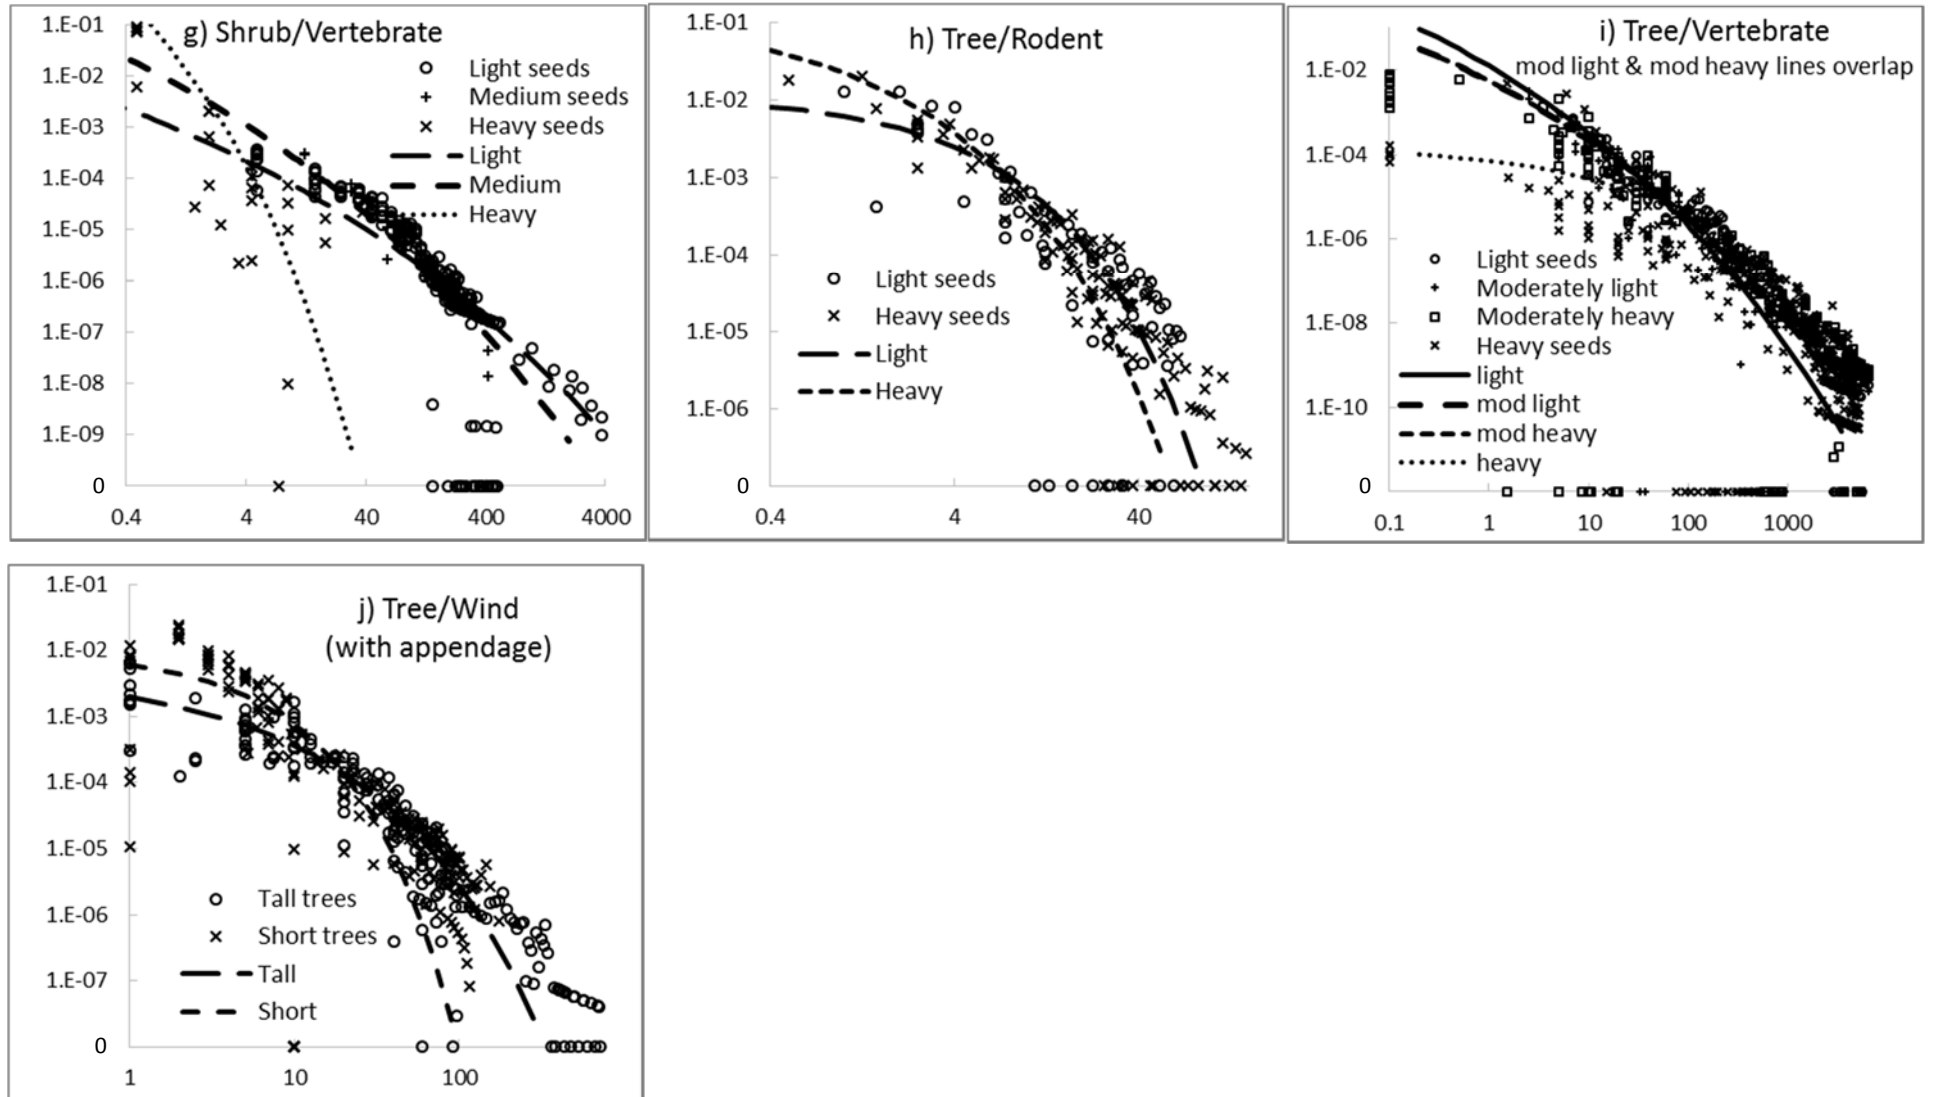 g) Shrub/Vertebrate
1.E-01
1.E-02
1.E-03
1.E-04
1.E-05
1.E-06
1.E-07
1.E-08
1.E-09
0
0.4
4
40
400
4000
Light seeds
Medium seeds
Heavy seeds
Light
Medium
Heavy
h) Tree/Rodent
1.E-01
1.E-02
1.E-03
1.E-04
1.E-05
1.E-06
0
0.4
4
40
Light seeds
Heavy seeds
Light
Heavy
i) Tree/Vertebrate
mod light & mod heavy lines overlap
1.E-02
1.E-04
1.E-06
1.E-08
1.E-10
0
0.1
1
10
100
1000
Light seeds
Moderately light
Moderately heavy
Heavy seeds
light
mod light
mod heavy
heavy
j) Tree/Wind
(with appendage)
1.E-01
1.E-02
1.E-03
1.E-04
1.E-05
1.E-06
1.E-07
0
1
10
100
Tall trees
Short trees
Tall
Short